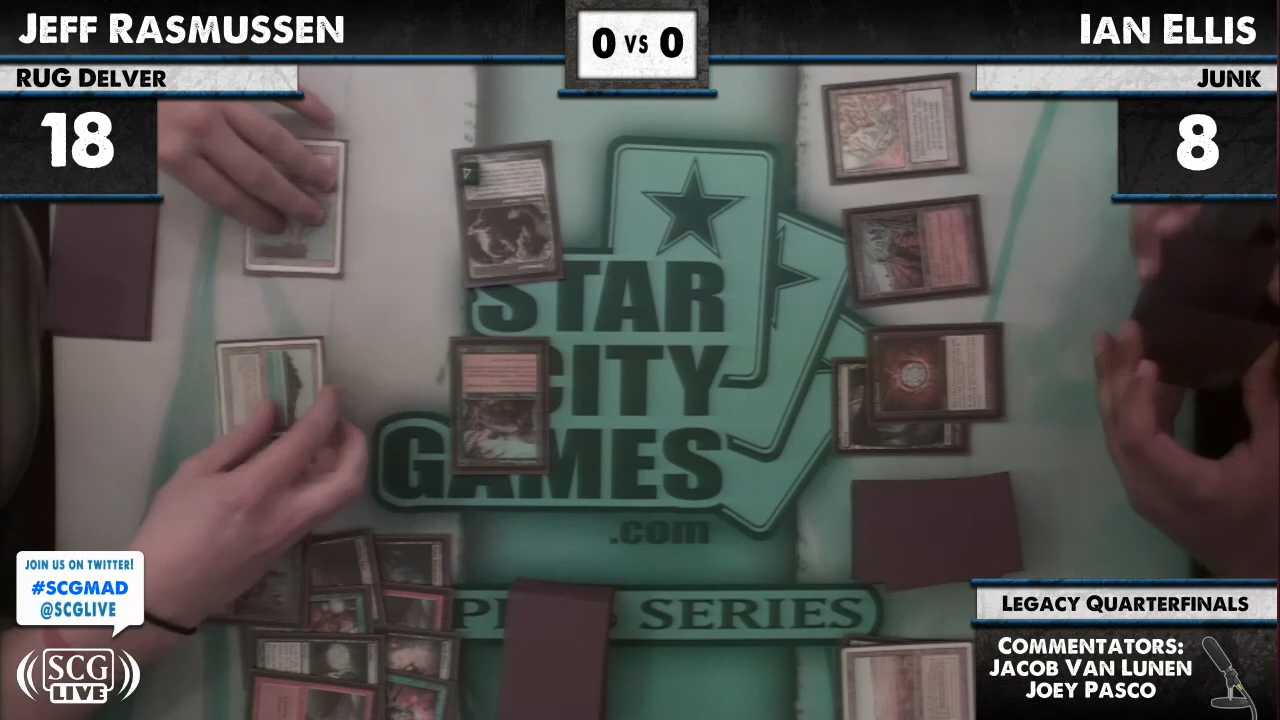 JEFF RASMUSSEN
0 VS 0
IAN ELLIS
RUG DELVER
JUNK
18
8
STAR
CITY
GAMES
.com
SERIES
JOIN US ON TWITTER!
#SCGMAD
@SCGLIVE
SCG
LIVE
LEGACY QUARTERFINALS
COMMENTATORS:
JACOB VAN LUNEN
JOEY PASCO